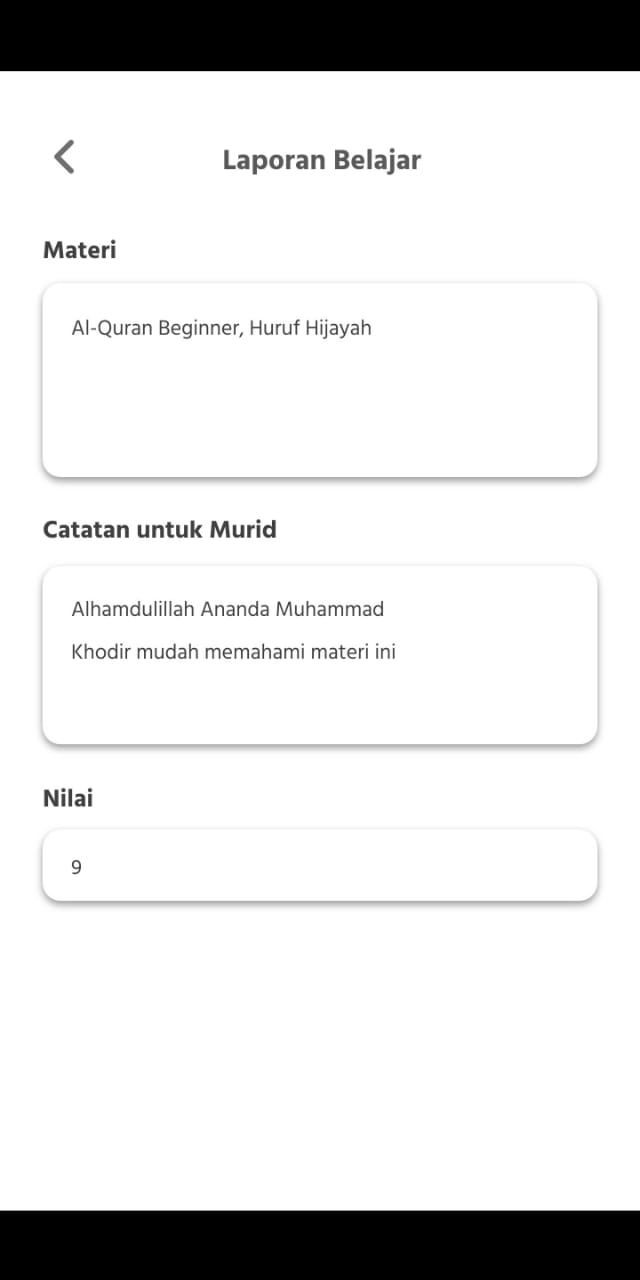 Laporan Belajar
Materi
Al-Quran Beginner, Huruf Hijayah
Catatan untuk Murid
Alhamdulillah Ananda Muhammad
Khodir mudah memahami materi ini
Nilai
9